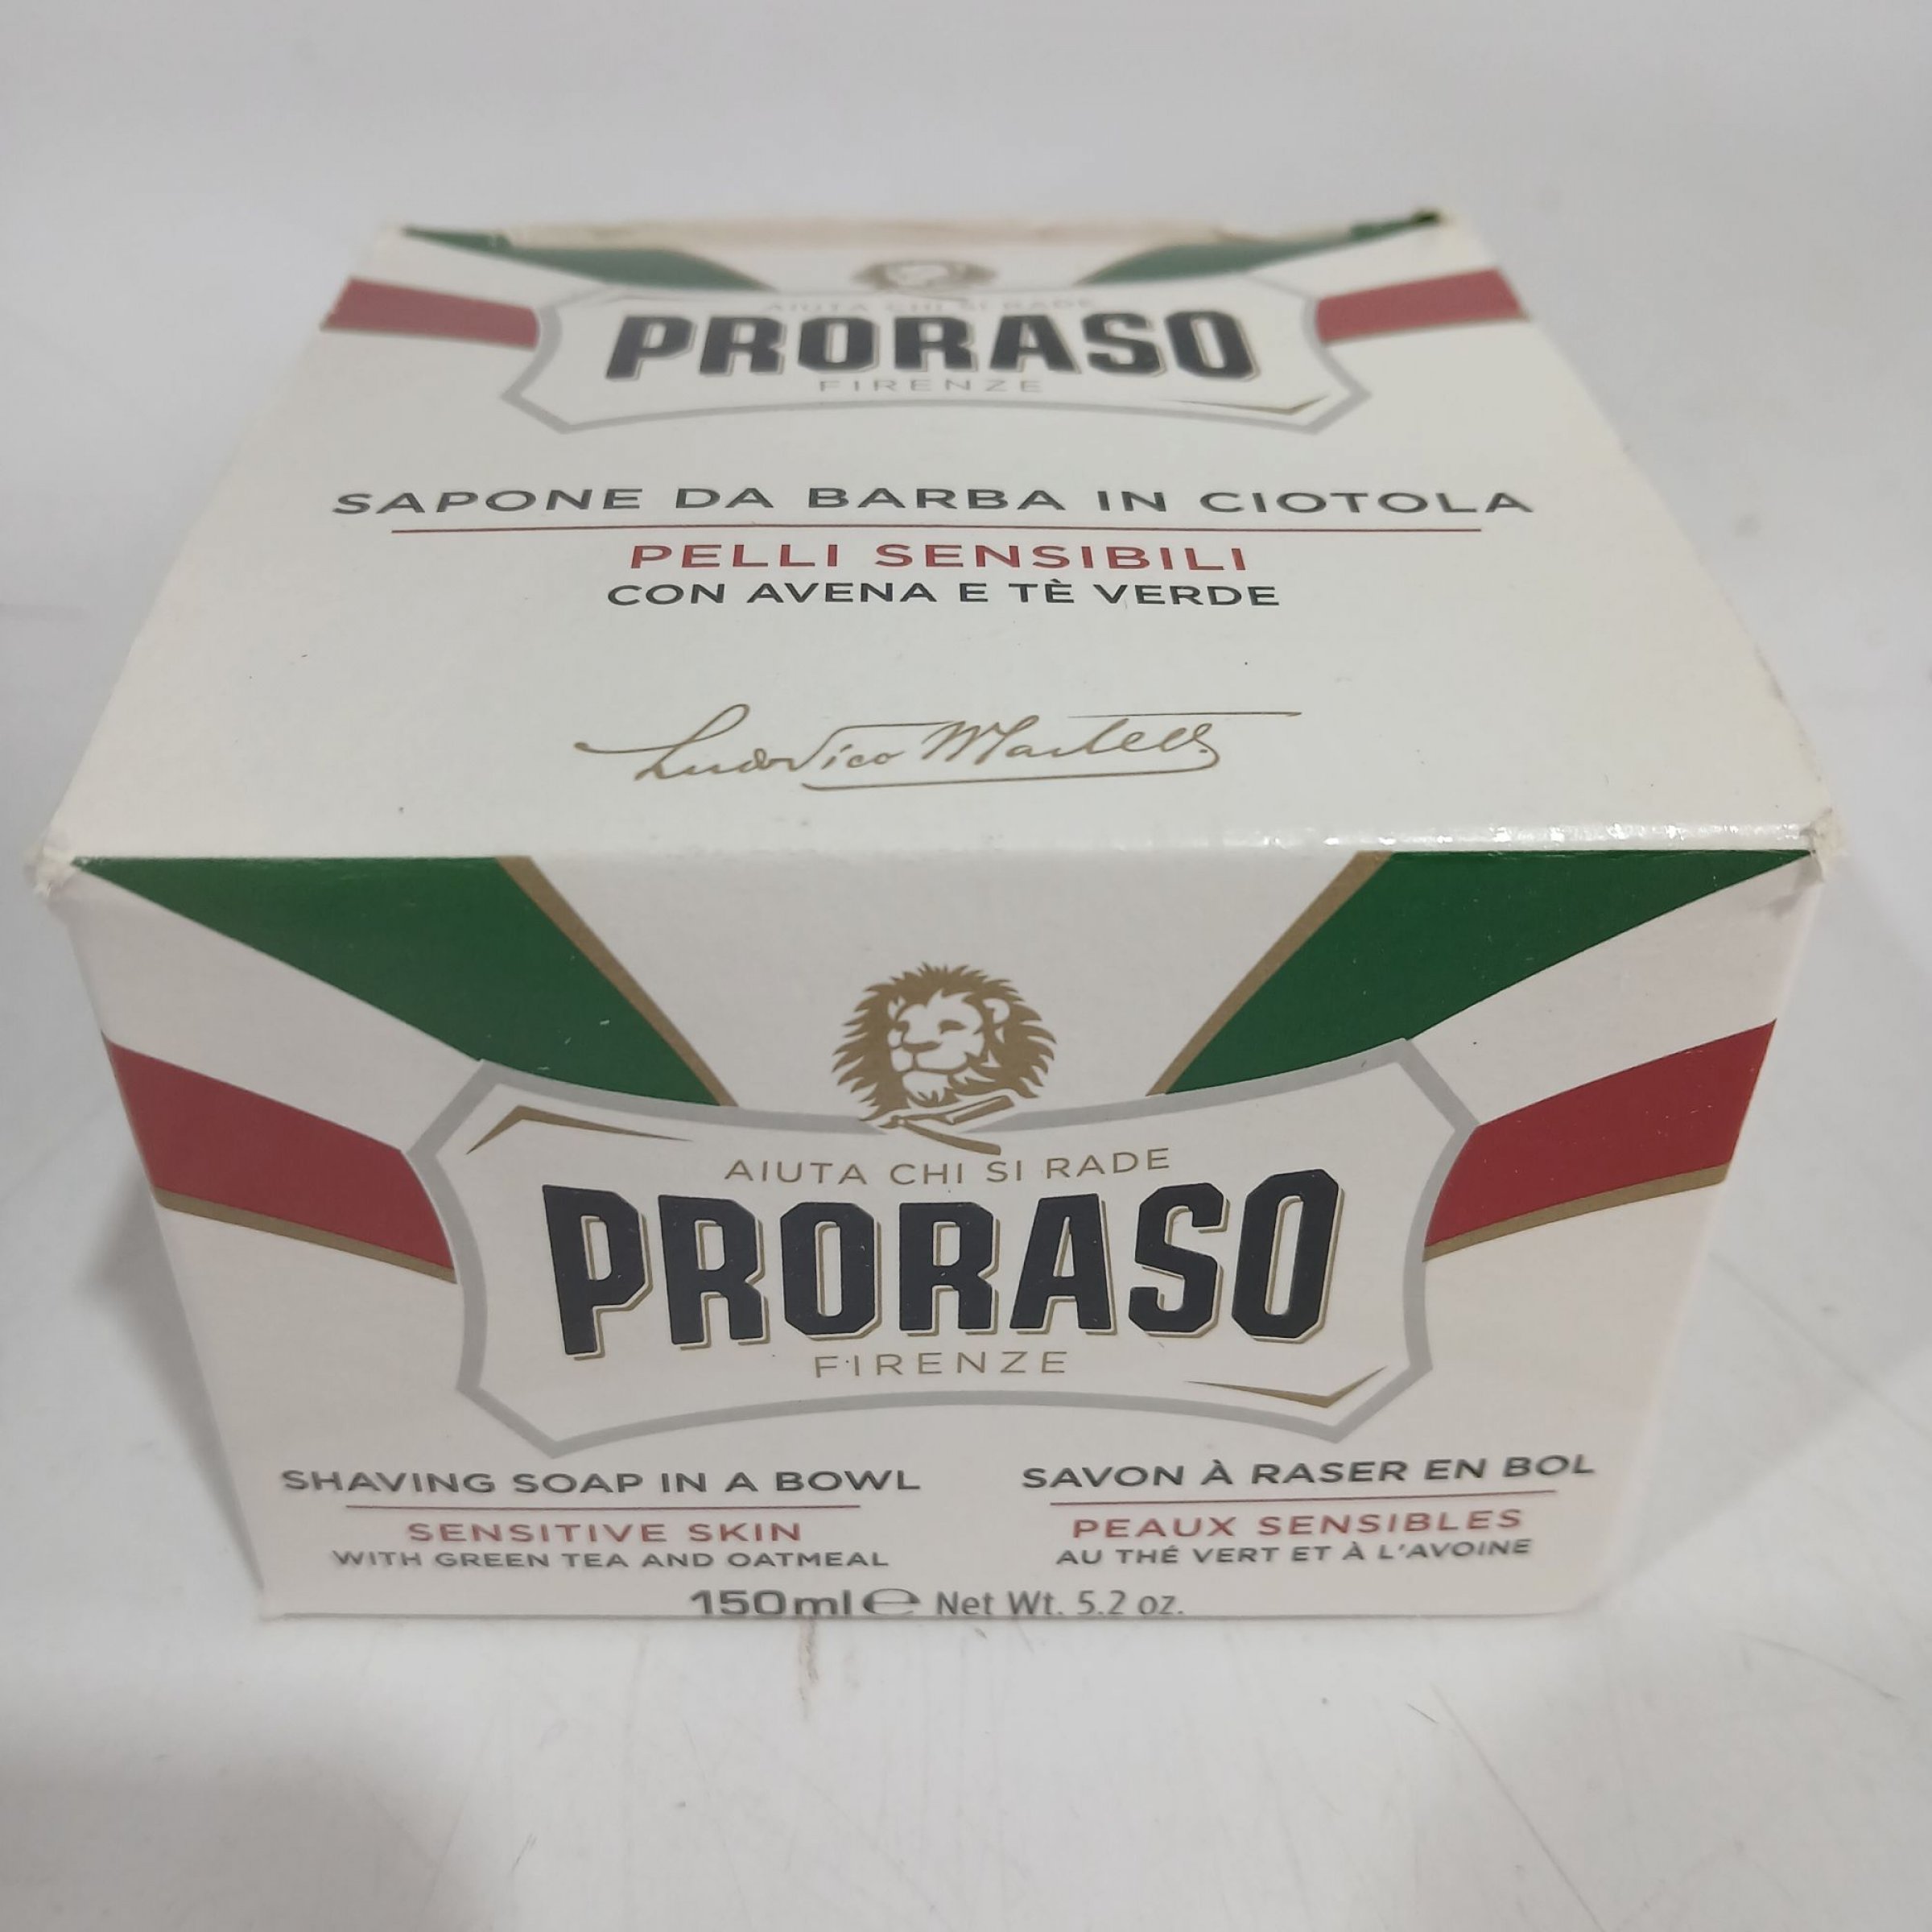 AIUTA CHI SI RADE
PRORASO
FIRENZE
SAPONE DA BARBA IN CIOTOLA
PELLI SENSIBILI
CON AVENA E TÈ VERDE
Ludovico Martelli
AIUTA CHI SI RADE
PRORASO
FIRENZE
SHAVING SOAP IN A BOWL
SENSITIVE SKIN
WITH GREEN TEA AND OATMEAL
SAVON À RASER EN BOL
PEAUX SENSIBLES
AU THÉ VERT ET À L'AVOINE
150ml ℮ Net Wt. 5.2 oz.